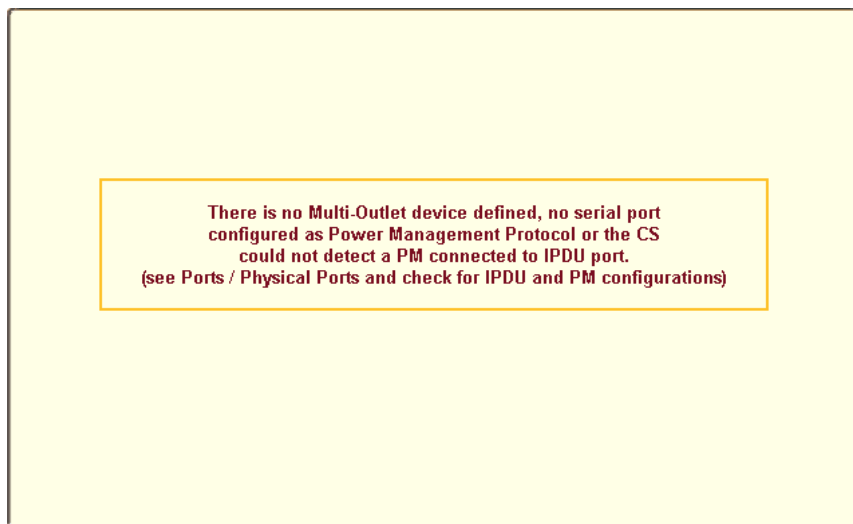 There is no Multi-Outlet device defined, no serial port
configured as Power Management Protocol or the CS
could not detect a PM connected to IPDU port.
(see Ports / Physical Ports and check for IPDU and PM configurations)